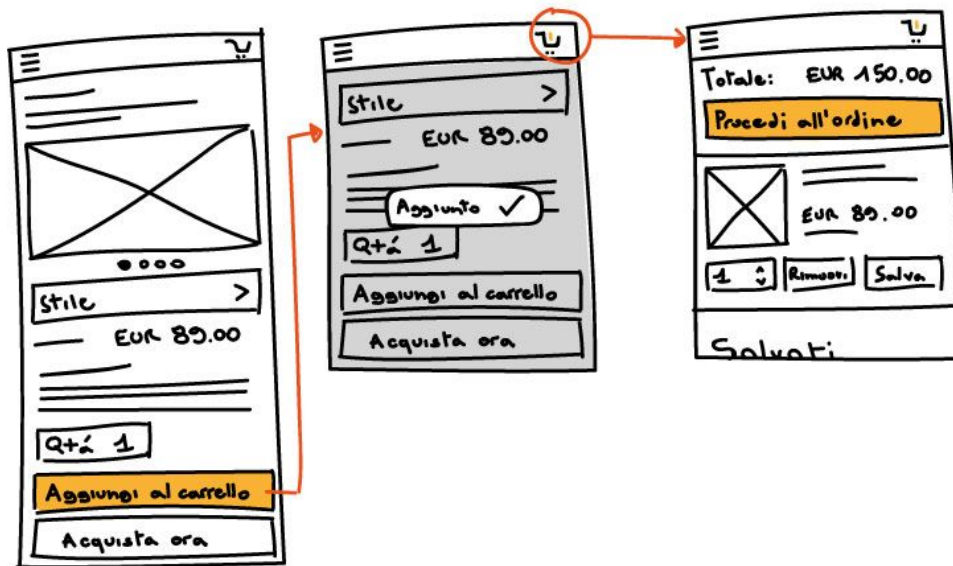 Stile >
EUR 89.00
Q+á 1
Aggiungi al carrello
Acquista ora
Stile >
EUR 89.00
Aggiunto ✓
Q+á 1
Aggiungi al carrello
Acquista ora
Totale: EUR 150.00
Procedi all'ordine
EUR 89.00
1 Rimuovi Salva
Salvati